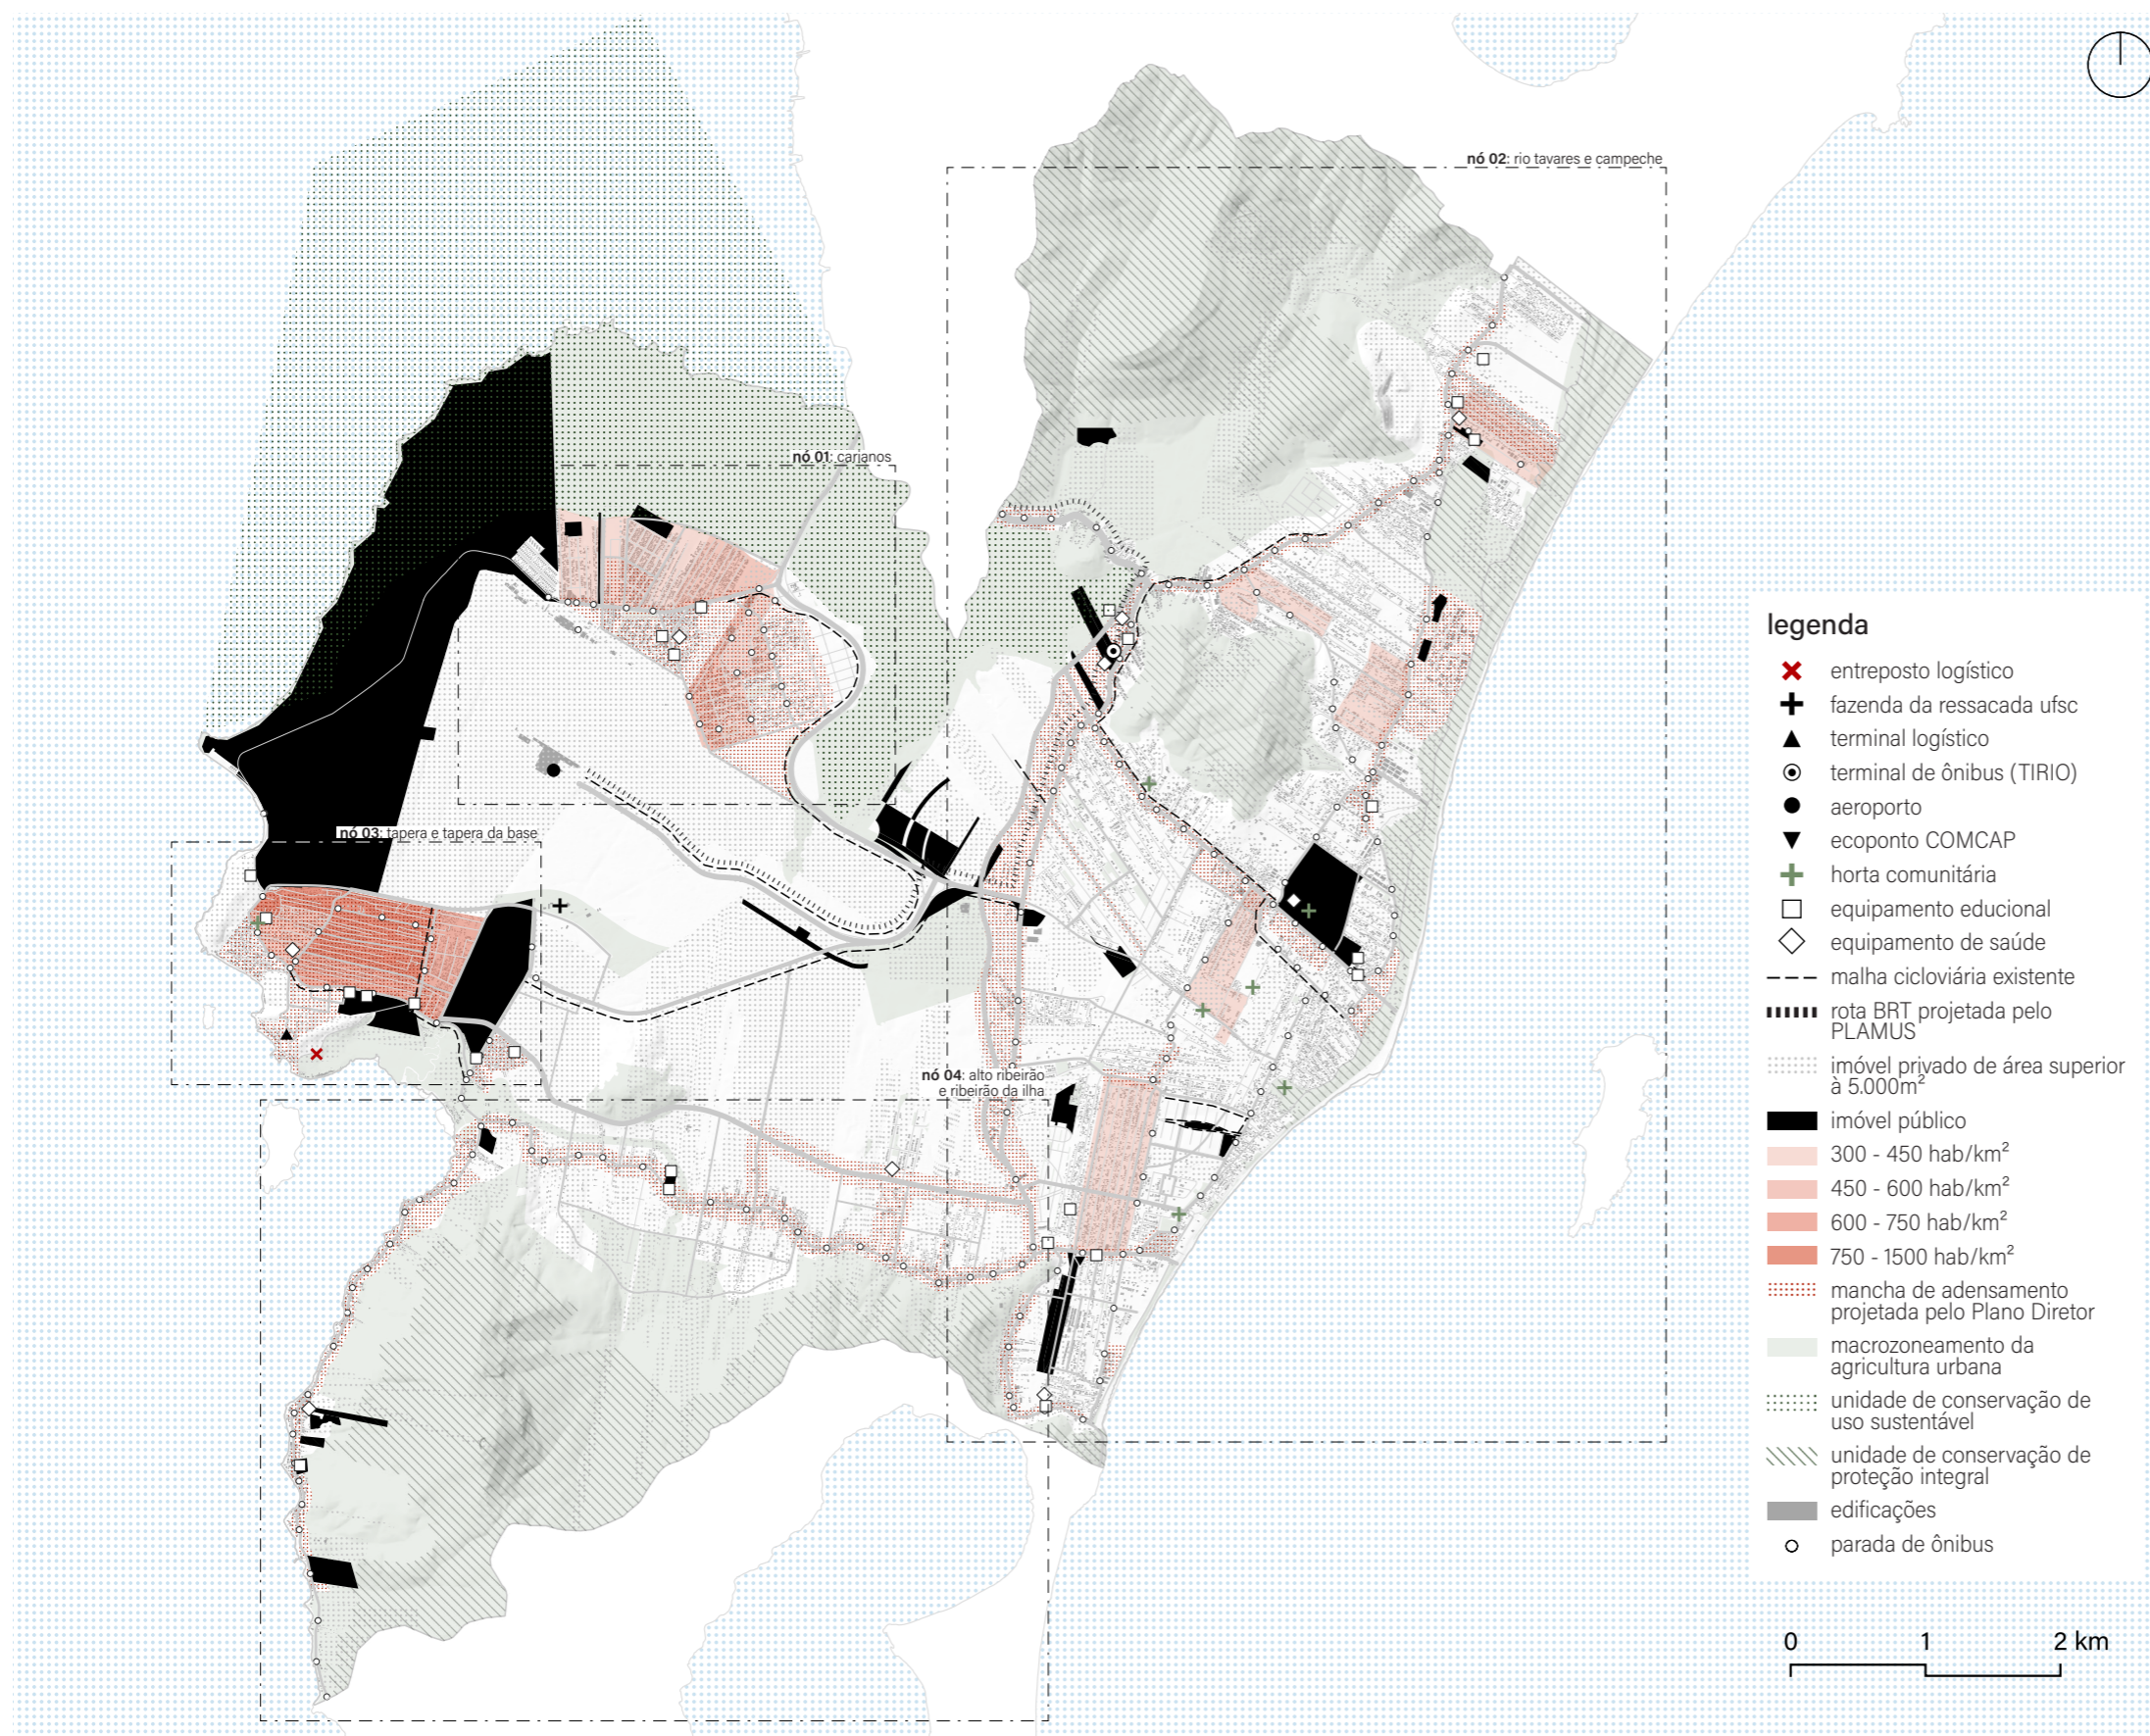 nó 02: rio tavares e campeche
nó 01: carianos
nó 03: tapera e tapera da base
nó 04: alto ribeirão
e ribeirão da ilha
legenda
entreposto logístico
fazenda da ressacada ufsc
terminal logístico
terminal de ônibus (TIRIO)
aeroporto
ecoponto COMCAP
horta comunitária
equipamento educional
equipamento de saúde
malha cicloviária existente
rota BRT projetada pelo
PLAMUS
imóvel privado de área superior
à 5.000m²
imóvel público
300 - 450 hab/km²
450 - 600 hab/km²
600 - 750 hab/km²
750 - 1500 hab/km²
mancha de adensamento
projetada pelo Plano Diretor
macrozoneamento da
agricultura urbana
unidade de conservação de
uso sustentável
unidade de conservação de
proteção integral
edificações
parada de ônibus
0 1 2 km